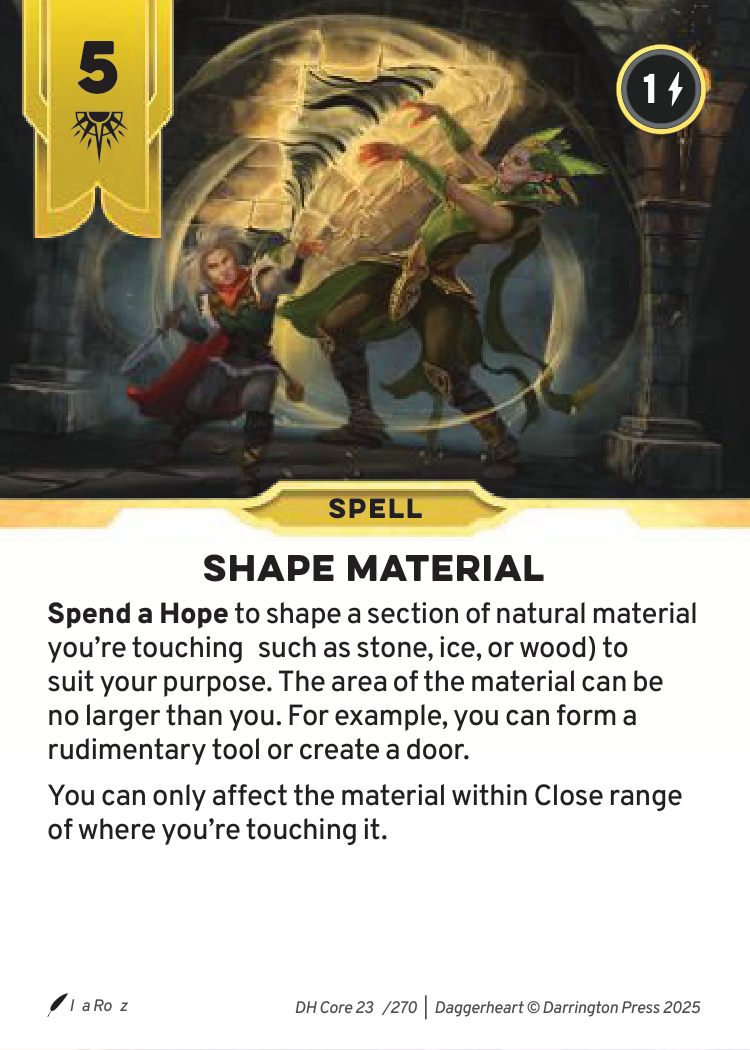 5
1
SPELL
SHAPE MATERIAL
Spend a Hope to shape a section of natural material
you’re touching such as stone, ice, or wood) to
suit your purpose. The area of the material can be
no larger than you. For example, you can form a
rudimentary tool or create a door.
You can only affect the material within Close range
of where you’re touching it.
I a Ro z
DH Core 23 /270 | Daggerheart © Darrington Press 2025